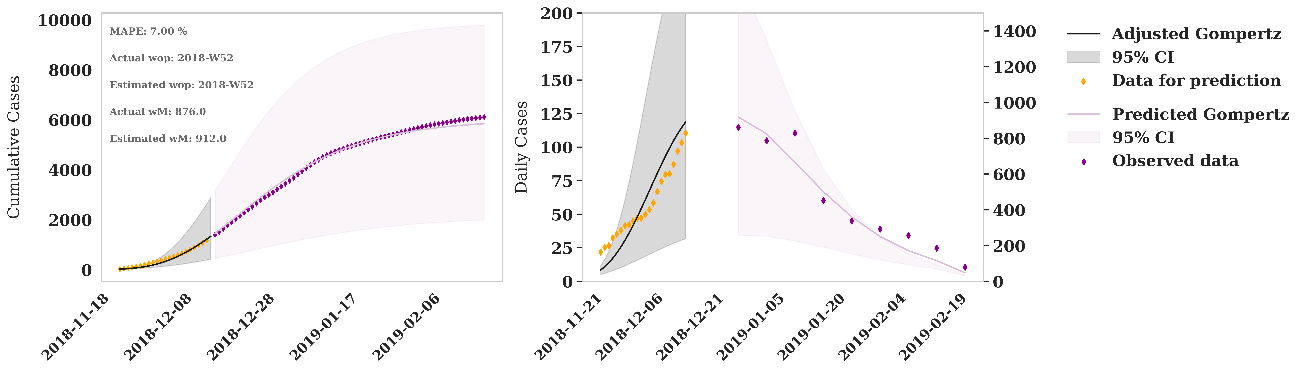 Cumulative Cases
10000
8000
6000
4000
2000
0
MAPE: 7.00 %
Actual wop: 2018-W52
Estimated wop: 2018-W52
Actual wM: 876.0
Estimated wM: 912.0
2018-11-18
2018-12-08
2018-12-28
2019-01-17
2019-02-06
Daily Cases
200
175
150
125
100
75
50
25
0
1400
1200
1000
800
600
400
200
0
2018-11-21
2018-12-06
2018-12-21
2019-01-05
2019-01-20
2019-02-04
2019-02-19
Adjusted Gompertz
95% CI
Data for prediction
Predicted Gompertz
95% CI
Observed data